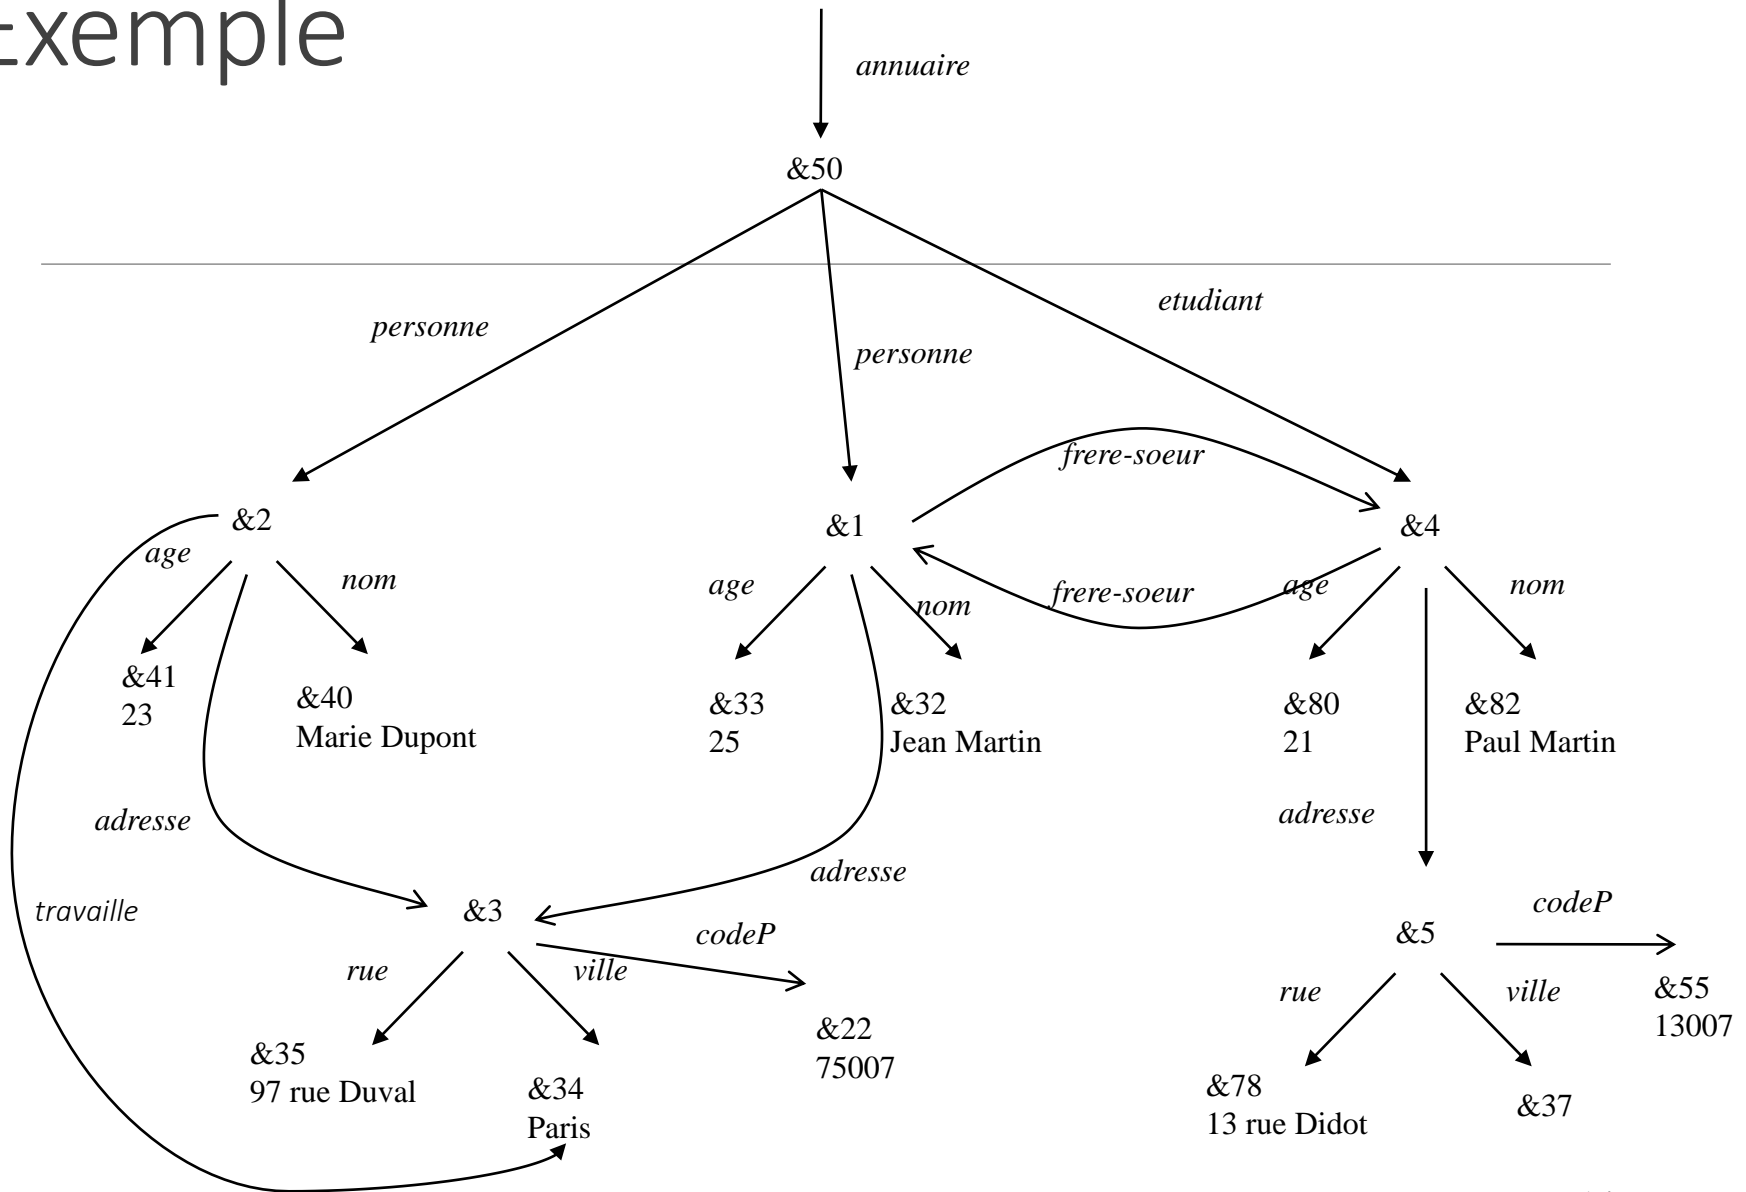 Exemple
annuaire
&50
etudiant
personne
personne
frere-soeur
&2
&1
&4
age
nom
age
nom
frere-soeur
age
nom
&41
23
&40
Marie Dupont
&33
25
&32
Jean Martin
&80
21
&82
Paul Martin
adresse
adresse
adresse
travaille
&3
codeP
&5
codeP
rue
ville
rue
ville
&55
13007
&35
97 rue Duval
&34
Paris
&22
75007
&78
13 rue Didot
&37